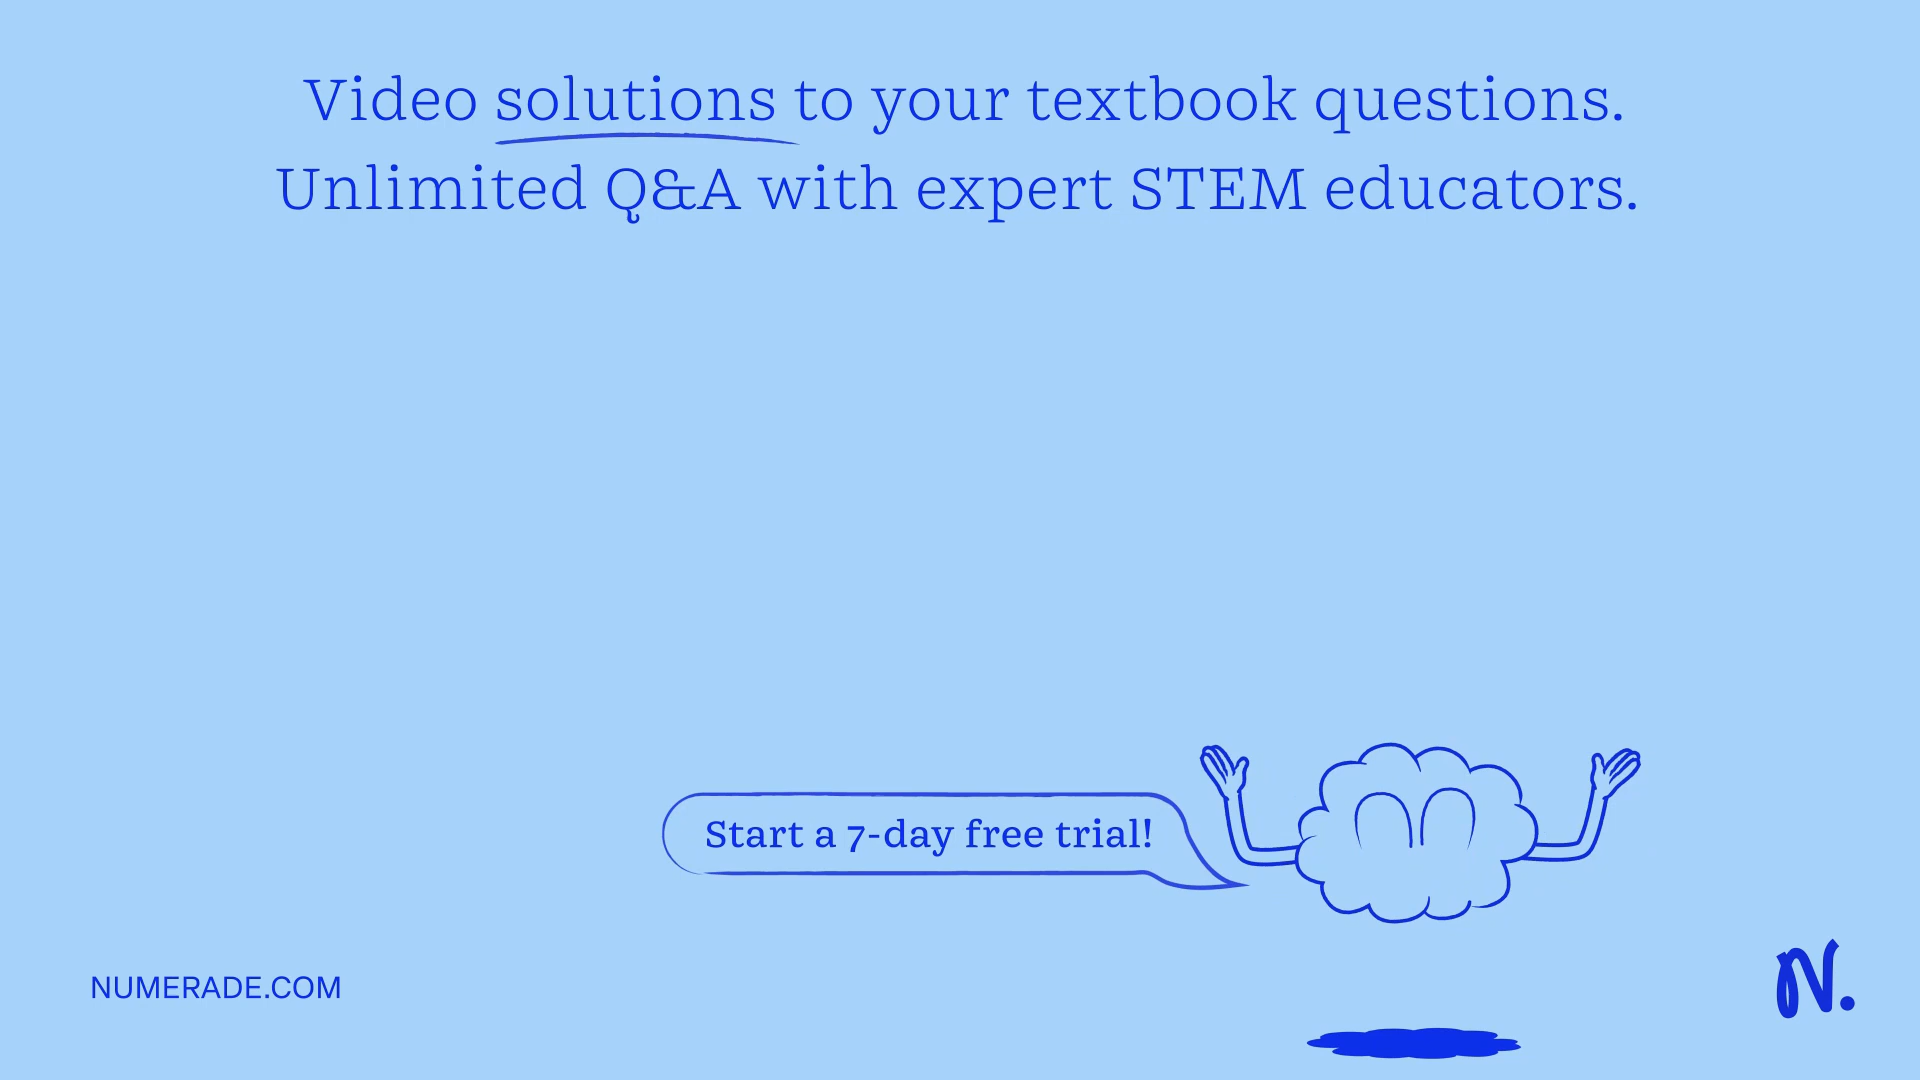 Video solutions to your textbook questions.
Unlimited Q&A with expert STEM educators.
Start a 7-day free trial!
NUMERADE.COM
N.